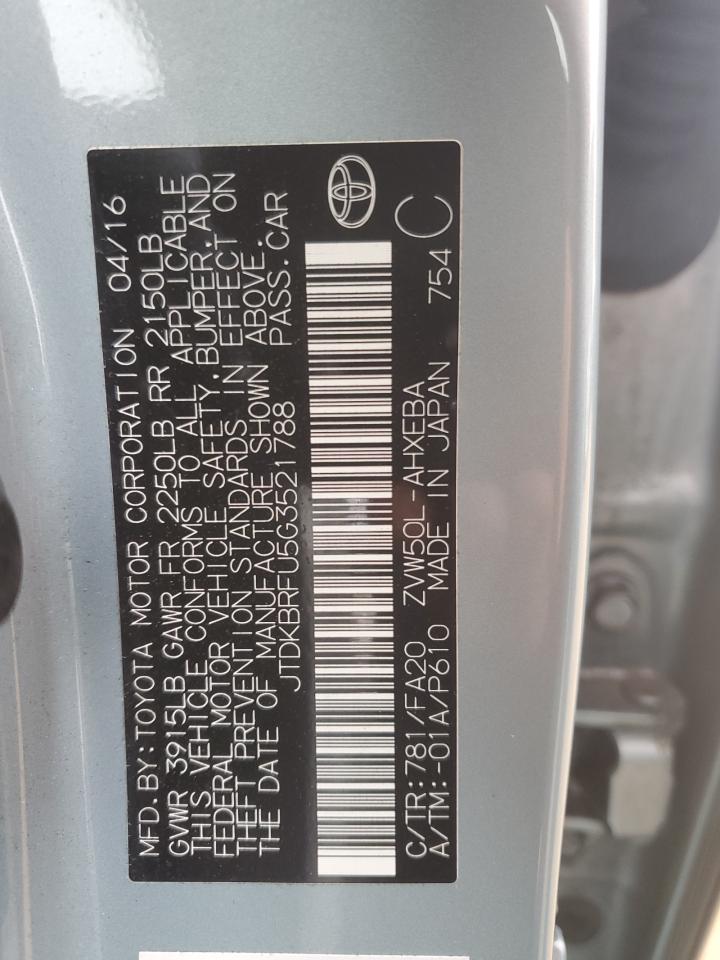 MFD.BY:TOYOTA MOTOR CORPORATION 04/16
GVWR 3915LB GAWR FR 2250LB RR 2150LB
THIS VEHICLE CONFORMS TO ALL APPLICABLE
FEDERAL MOTOR VEHICLE SAFETY,BUMPER,AND
THEFT PREVENTION STANDARDS IN EFFECT ON
THE DATE OF MANUFACTURE SHOWN ABOVE.
JTDKBRFU5G3521788 PASS.CAR
C/TR:781/FA20 ZVW50L-AHXEBA
A/TM:-01A/P610 MADE IN JAPAN 754 C